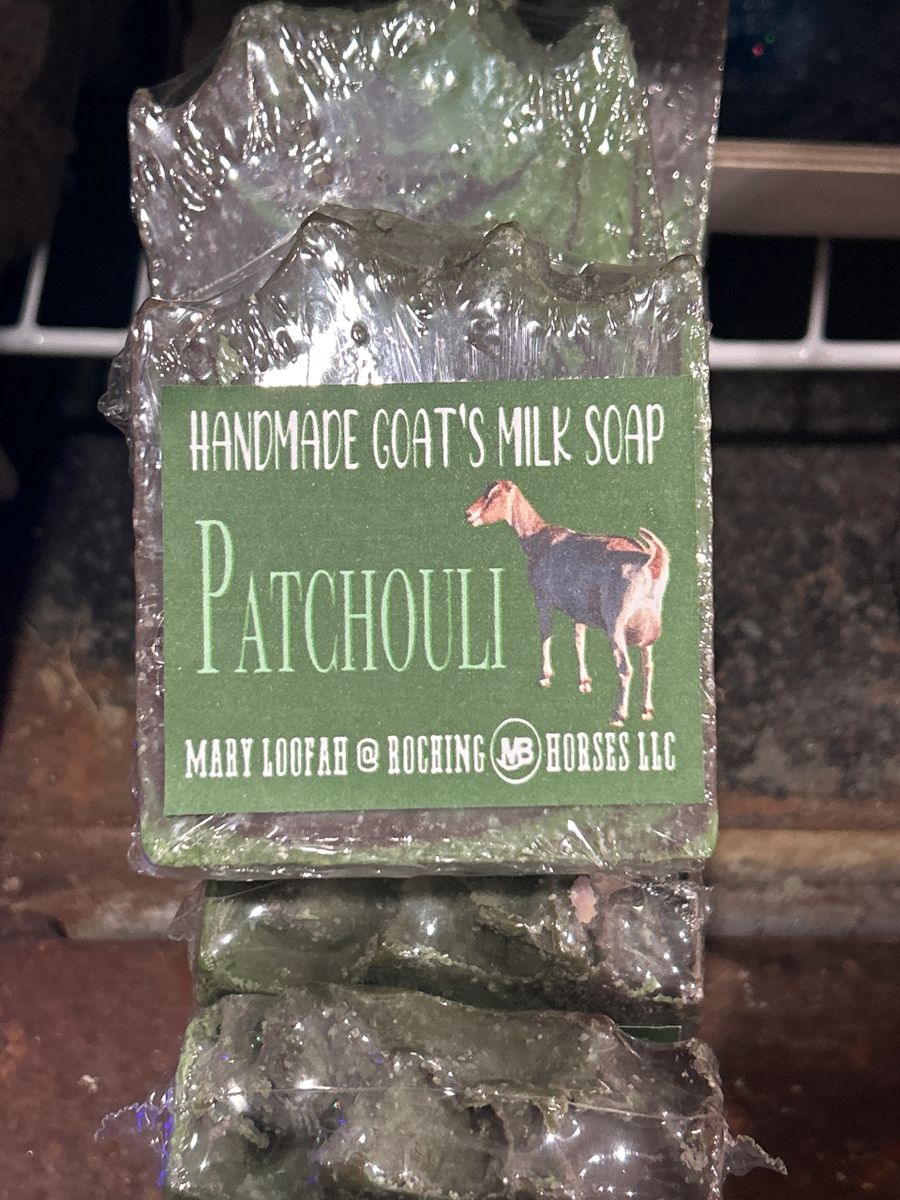 HANDMADE GOAT'S MILK SOAP
PATCHOULI
MARY LOOFAH @ ROCKING MB HORSES LLC